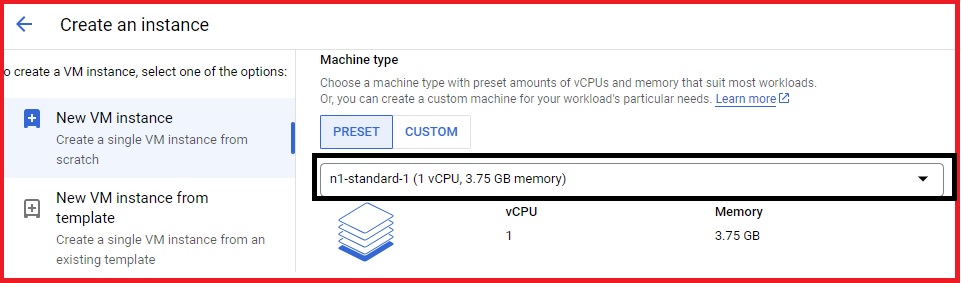 Create an instance
o create a VM instance, select one of the options:
New VM instance
Create a single VM instance from
scratch
New VM instance from
template
Create a single VM instance from an
existing template
Machine type
Choose a machine type with preset amounts of vCPUs and memory that suit most workloads.
Or, you can create a custom machine for your workload's particular needs. Learn more
PRESET CUSTOM
n1-standard-1 (1 vCPU, 3.75 GB memory)
vCPU Memory
1 3.75 GB